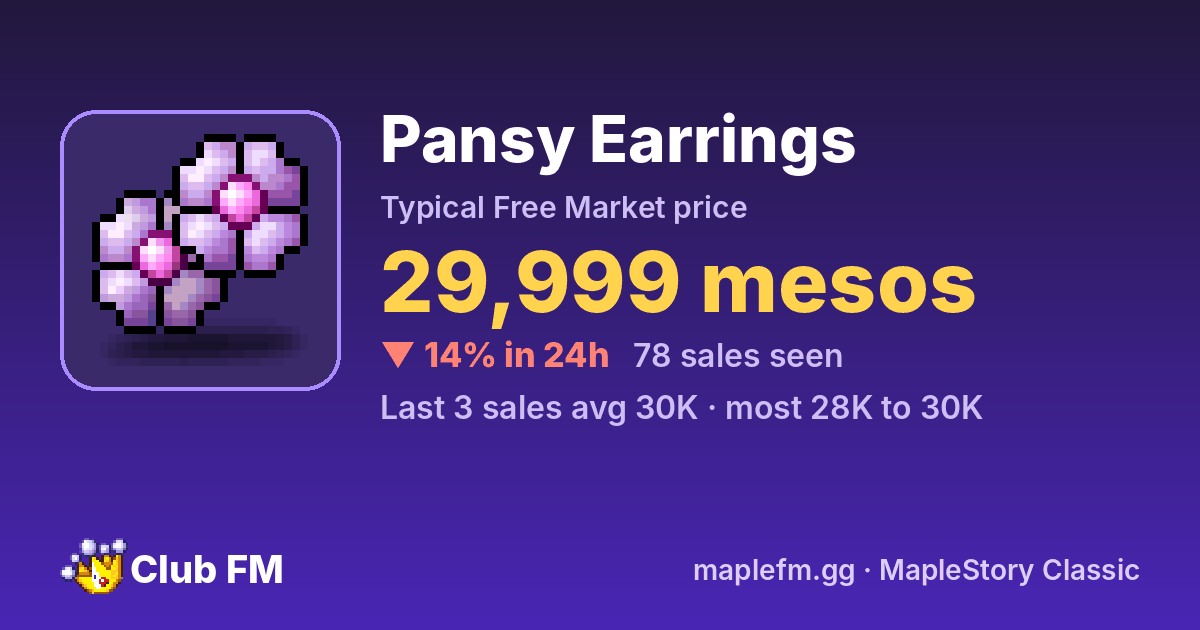 Pansy Earrings
Typical Free Market price
29,999 mesos
▼ 14% in 24h 78 sales seen
Last 3 sales avg 30K · most 28K to 30K
Club FM
maplefm.gg · MapleStory Classic